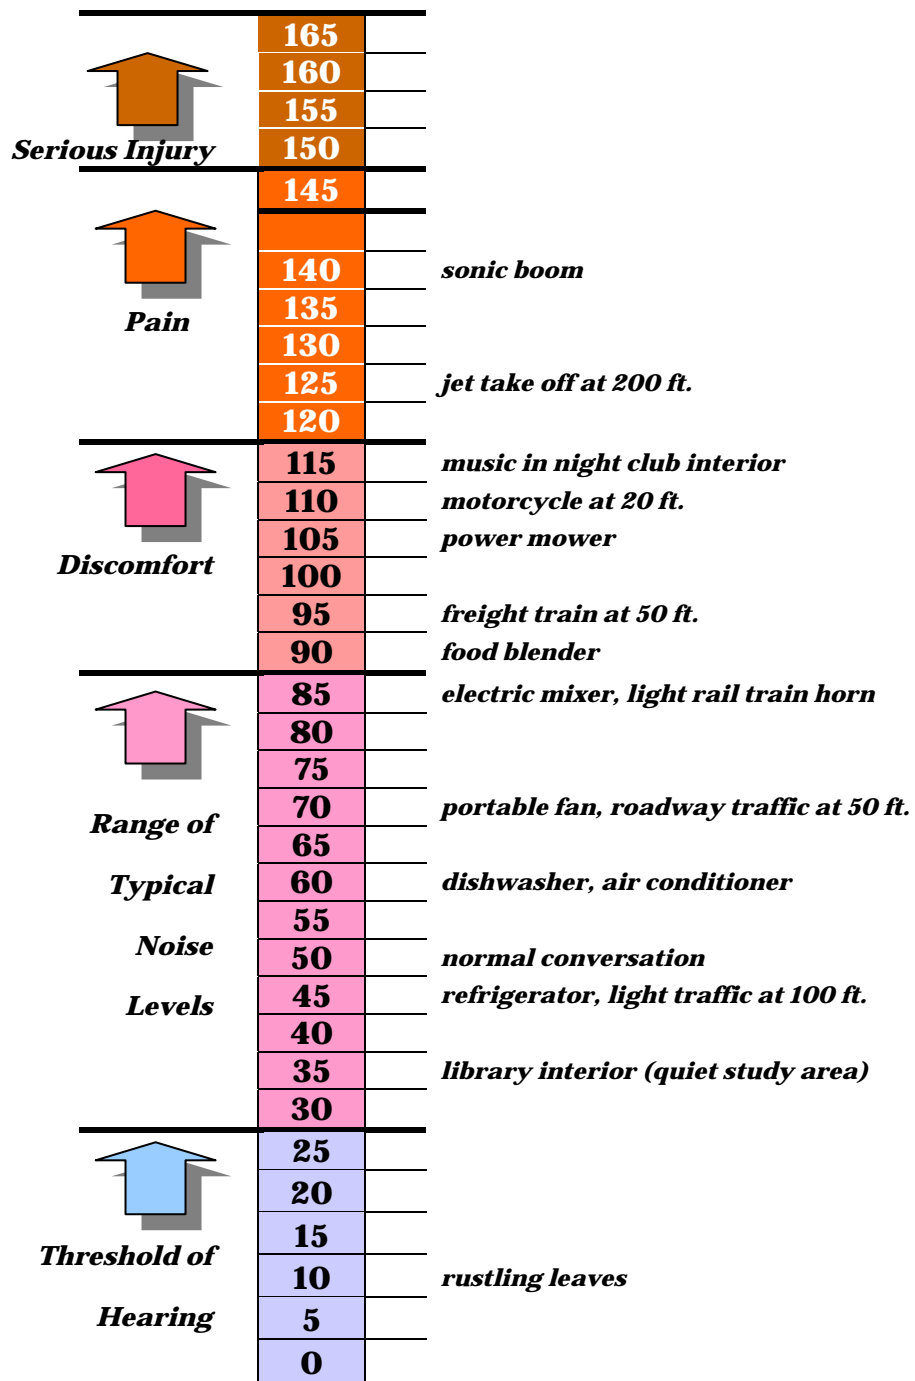 165
160
155
Serious Injury 150
145
140 sonic boom
135
Pain
130
125 jet take off at 200 ft.
120
115 music in night club interior
110 motorcycle at 20 ft.
105 power mower
Discomfort 100
95 freight train at 50 ft.
90 food blender
85 electric mixer, light rail train horn
80
75
70 portable fan, roadway traffic at 50 ft.
Range of
65
Typical 60 dishwasher, air conditioner
55
Noise
50 normal conversation
Levels 45 refrigerator, light traffic at 100 ft.
40
35 library interior (quiet study area)
30
25
20
15
Threshold of
10 rustling leaves
Hearing 5
0